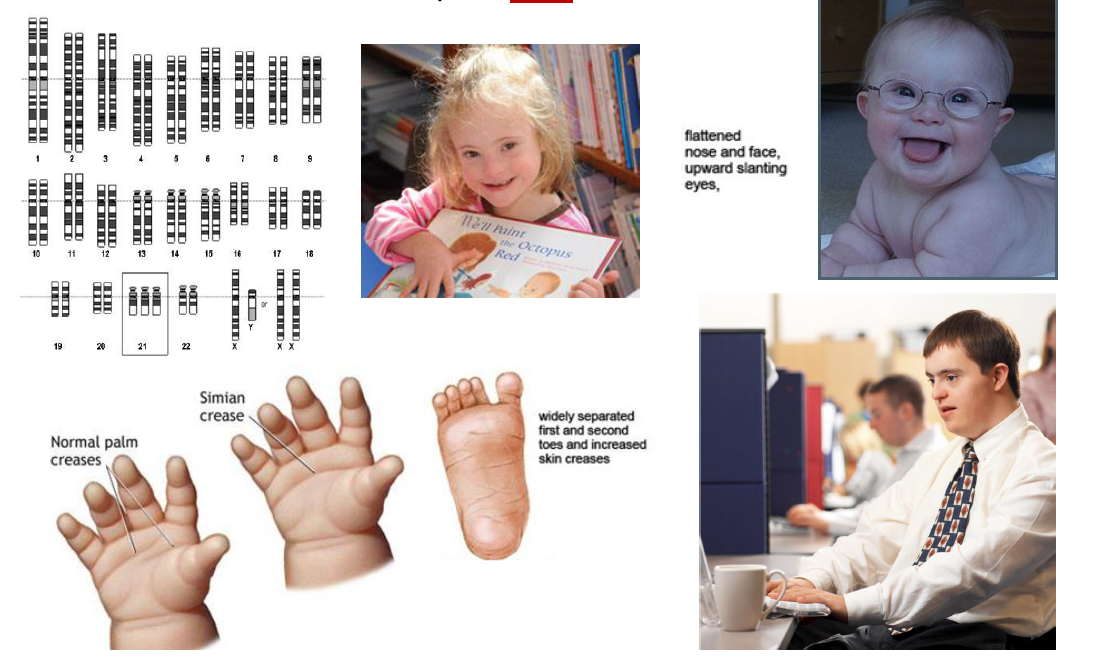 1 2 3 4 5 6 7 8 9
10 11 12 13 14 15 16 17 18
19 20 21 22 X Y or X X
We'll Paint
the Octopus
Red
flattened
nose and face,
upward slanting
eyes,
Simian
crease
Normal palm
creases
widely separated
first and second
toes and increased
skin creases